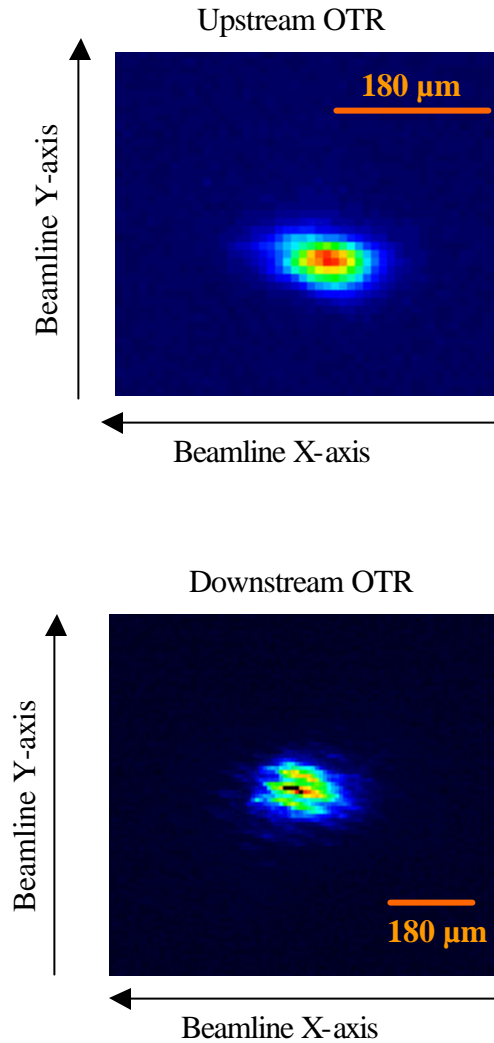 Upstream OTR
180 µm
Beamline Y-axis
Beamline X-axis
Downstream OTR
Beamline Y-axis
180 µm
Beamline X-axis